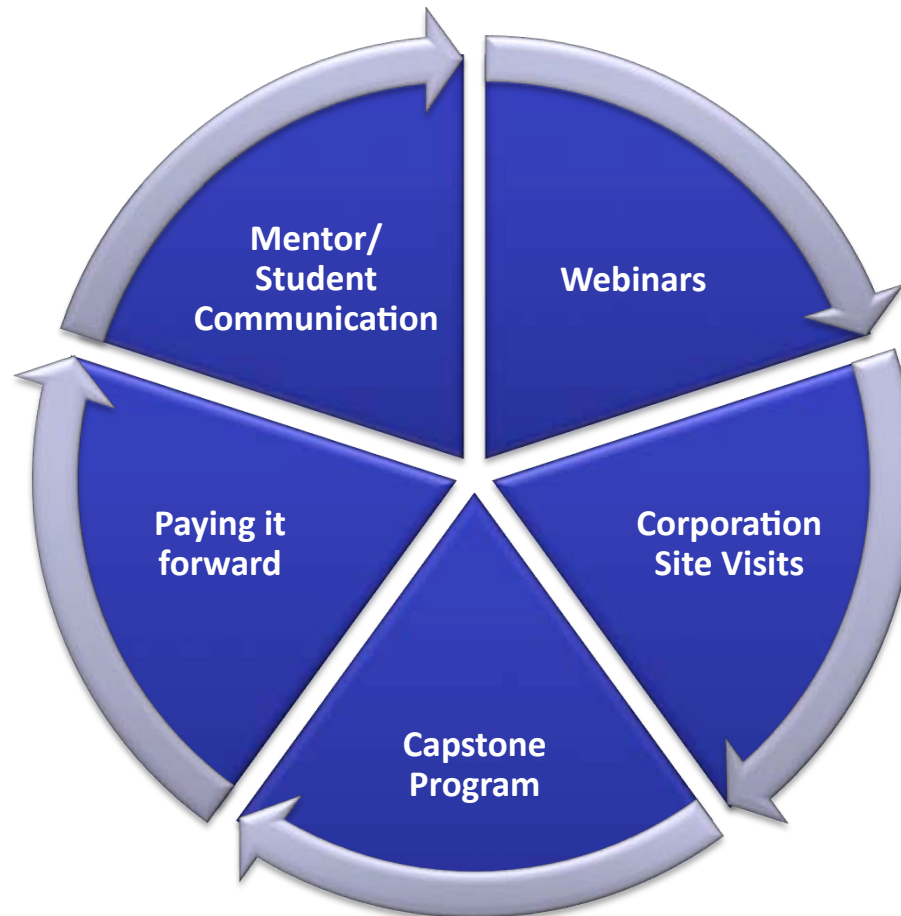 Mentor/
Student
Communication
Webinars
Corporation
Site Visits
Capstone
Program
Paying it
forward